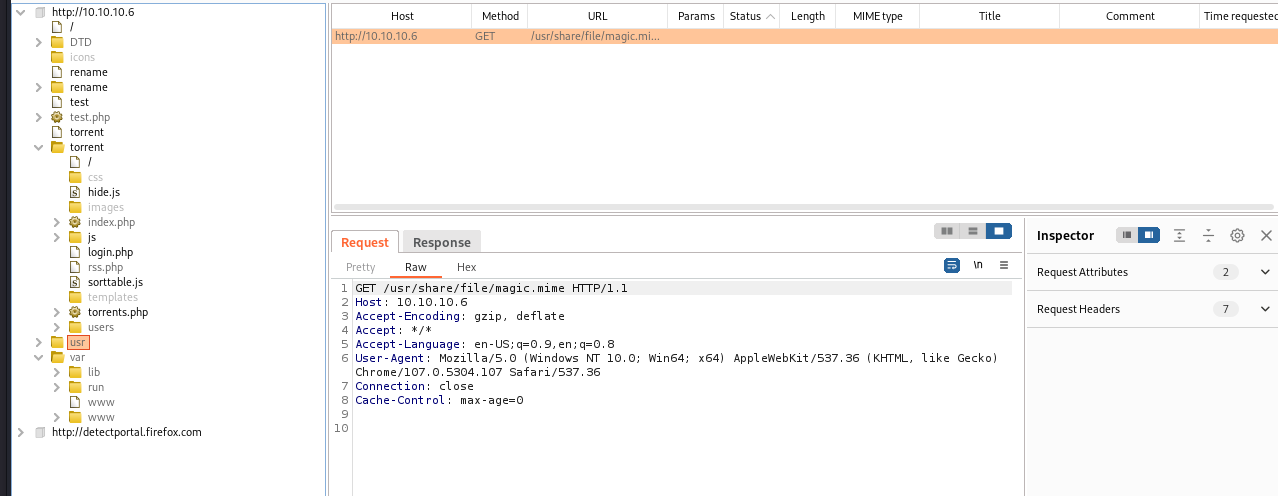 http://10.10.10.6
/
DTD
icons
rename
rename
test
test.php
torrent
torrent
/
css
hide.js
images
index.php
js
login.php
rss.php
sorttable.js
templates
torrents.php
users
usr
var
lib
run
www
www
http://detectportal.firefox.com
Host Method URL Params Status Length MIME type Title Comment Time requested
http://10.10.10.6 GET /usr/share/file/magic.mi...
Request Response
Pretty Raw Hex \n
1 GET /usr/share/file/magic.mime HTTP/1.1
2 Host: 10.10.10.6
3 Accept-Encoding: gzip, deflate
4 Accept: */*
5 Accept-Language: en-US;q=0.9,en;q=0.8
6 User-Agent: Mozilla/5.0 (Windows NT 10.0; Win64; x64) AppleWebKit/537.36 (KHTML, like Gecko)
Chrome/107.0.5304.107 Safari/537.36
7 Connection: close
8 Cache-Control: max-age=0
9
10
Inspector
Request Attributes 2
Request Headers 7